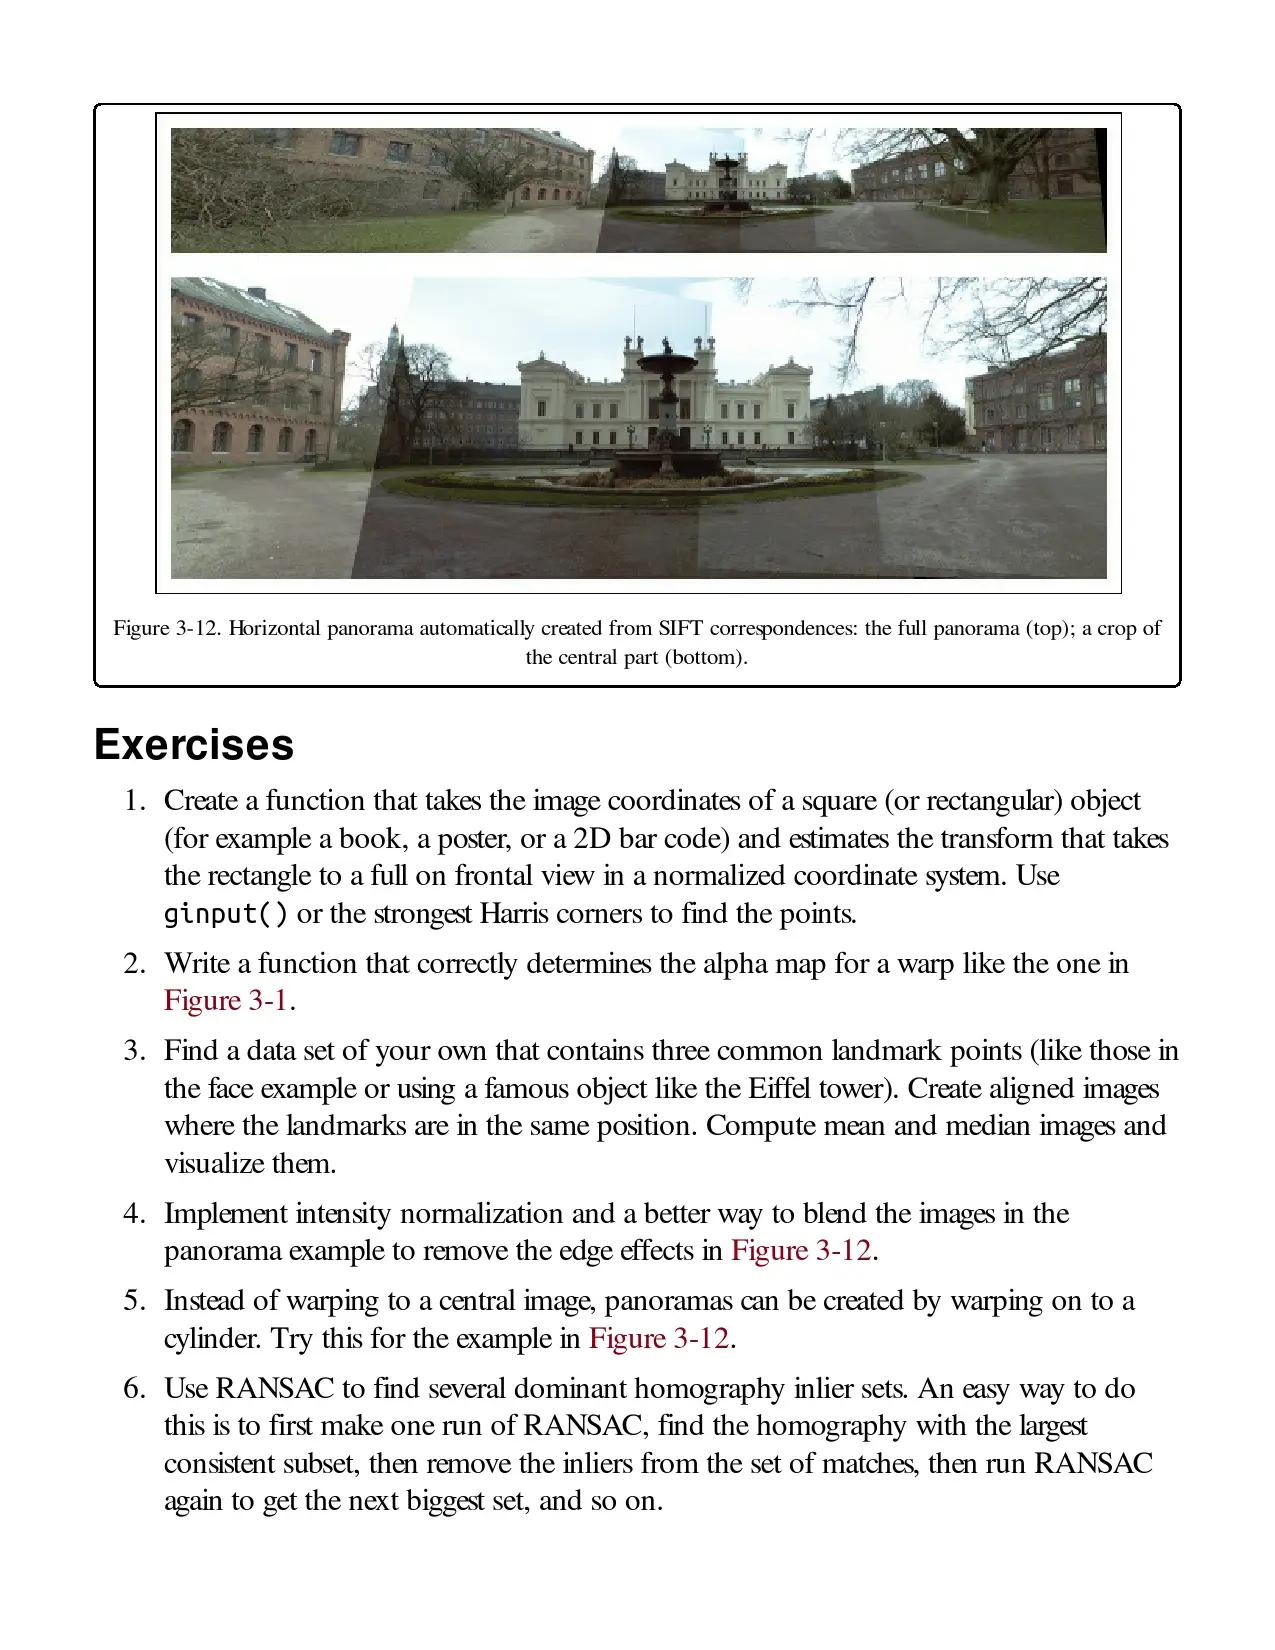 Figure 3-12. Horizontal panorama automatically created from SIFT correspondences: the full panorama (top); a crop of
the central part (bottom).
Exercises
1. Create a function that takes the image coordinates of a square (or rectangular) object
(for example a book, a poster, or a 2D bar code) and estimates the transform that takes
the rectangle to a full on frontal view in a normalized coordinate system. Use
ginput() or the strongest Harris corners to find the points.
2. Write a function that correctly determines the alpha map for a warp like the one in
Figure 3-1.
3. Find a data set of your own that contains three common landmark points (like those in
the face example or using a famous object like the Eiffel tower). Create aligned images
where the landmarks are in the same position. Compute mean and median images and
visualize them.
4. Implement intensity normalization and a better way to blend the images in the
panorama example to remove the edge effects in Figure 3-12.
5. Instead of warping to a central image, panoramas can be created by warping on to a
cylinder. Try this for the example in Figure 3-12.
6. Use RANSAC to find several dominant homography inlier sets. An easy way to do
this is to first make one run of RANSAC, find the homography with the largest
consistent subset, then remove the inliers from the set of matches, then run RANSAC
again to get the next biggest set, and so on.